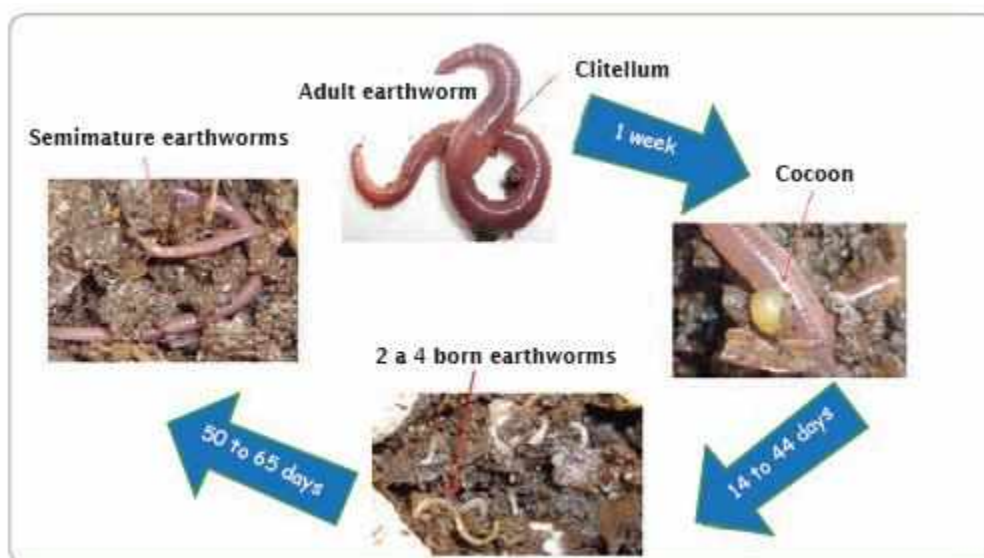 Adult earthworm
Clitellum
1 week
Semimature earthworms
Cocoon
2 a 4 born earthworms
50 to 65 days
14 to 44 days